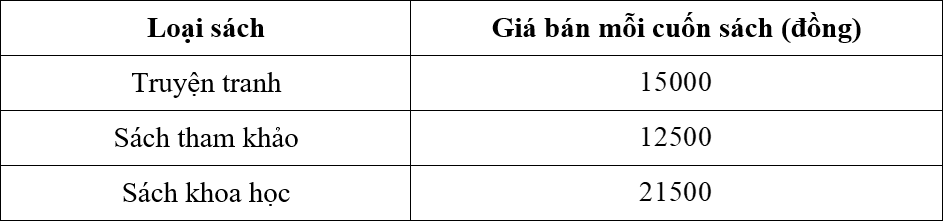 Loại sách Giá bán mỗi cuốn sách (đồng)
Truyện tranh 15000
Sách tham khảo 12500
Sách khoa học 21500